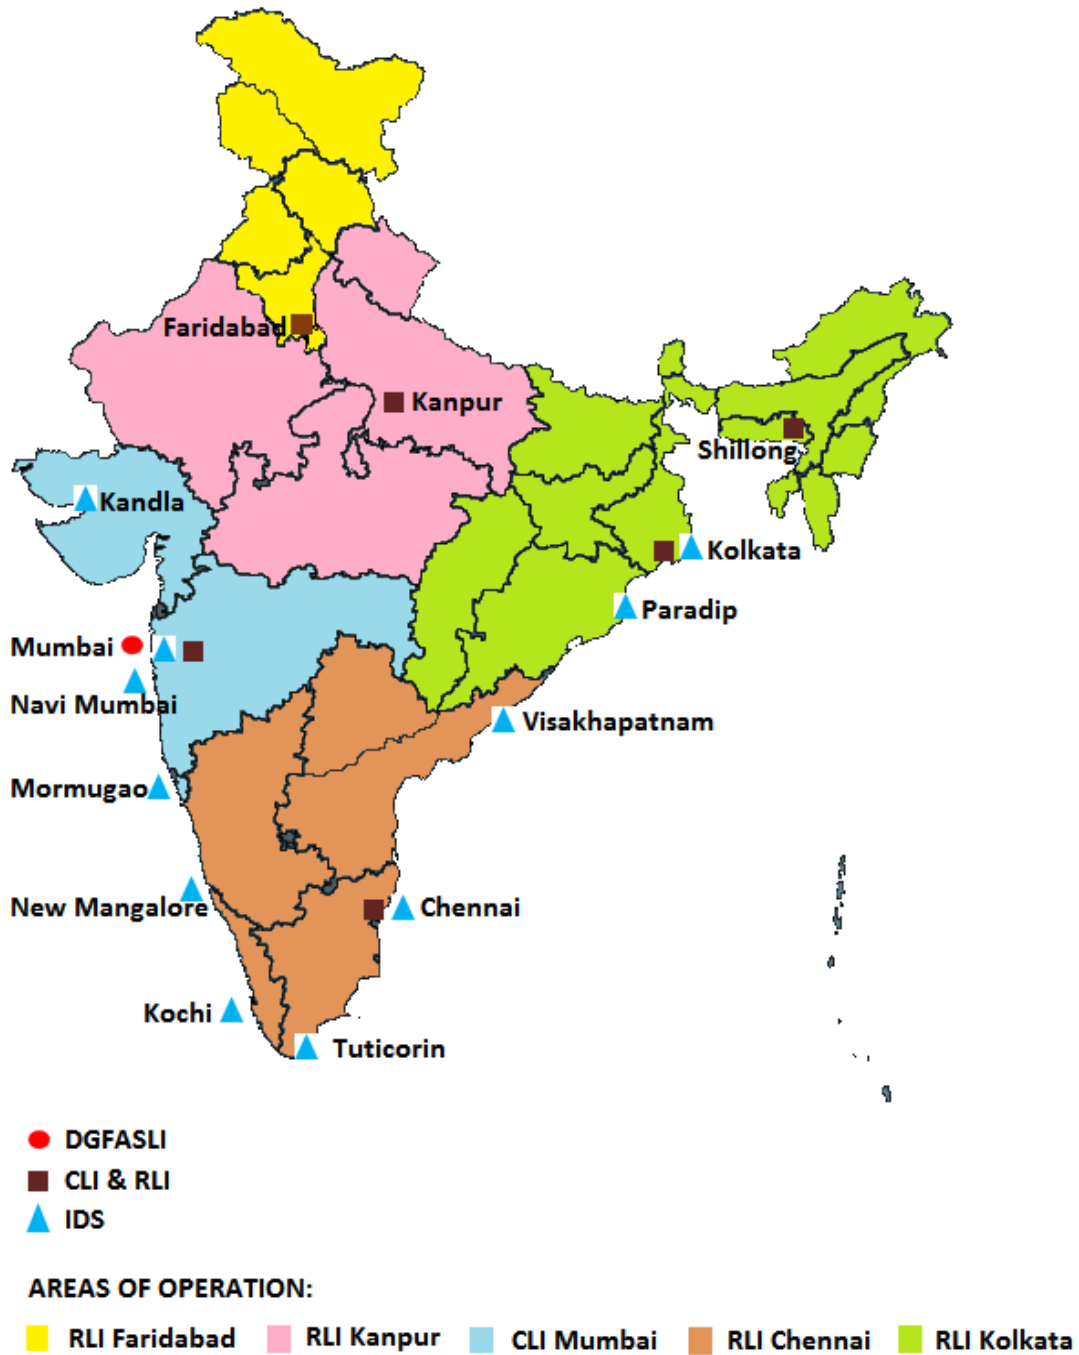 Faridabad
Kanpur
Shillong
Kandla
Kolkata
Paradip
Mumbai
Navi Mumbai
Visakhapatnam
Mormugao
New Mangalore
Chennai
Kochi
Tuticorin
DGFASLI
CLI & RLI
IDS
AREAS OF OPERATION:
RLI Faridabad RLI Kanpur CLI Mumbai RLI Chennai RLI Kolkata